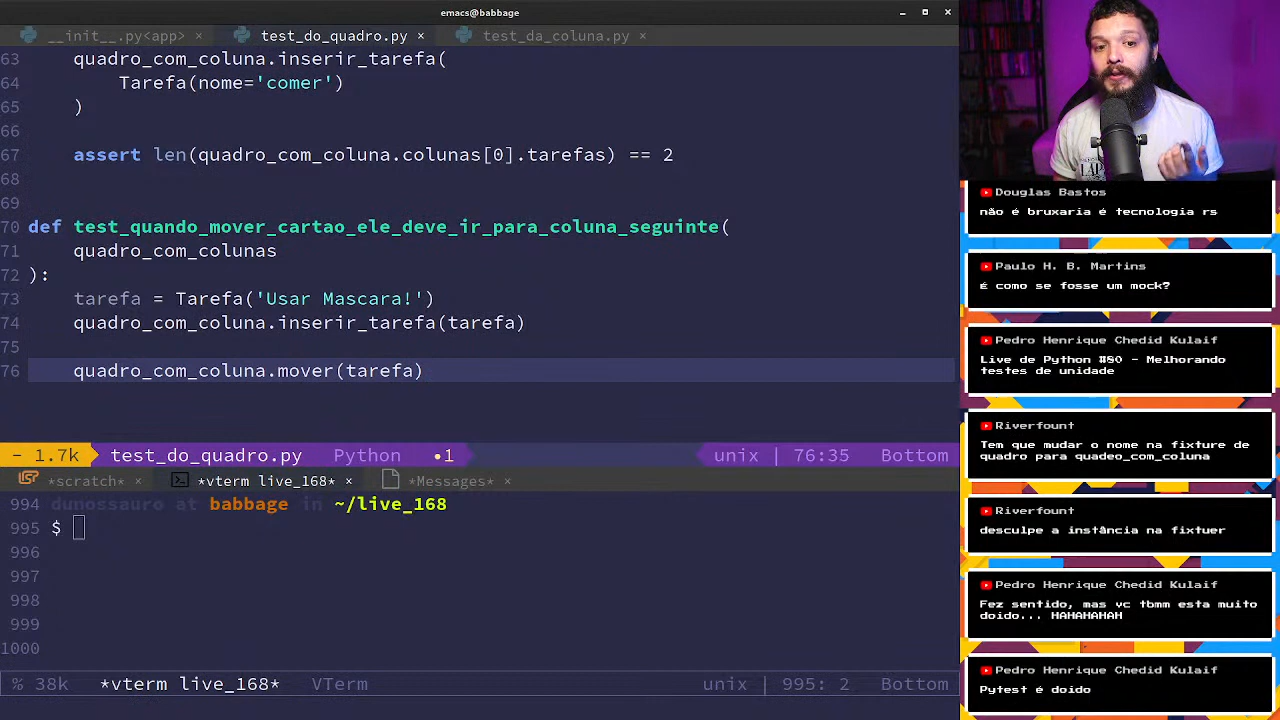 emacs@babbage
__init__.py<app> ×
test_do_quadro.py ×
test_da_coluna.py ×
63 quadro_com_coluna.inserir_tarefa(
64 Tarefa(nome='comer')
65 )
66
67 assert len(quadro_com_coluna.colunas[0].tarefas) == 2
68
69
70 def test_quando_mover_cartao_ele_deve_ir_para_coluna_seguinte(
71 quadro_com_colunas
72 ):
73 tarefa = Tarefa('Usar Mascara!')
74 quadro_com_coluna.inserir_tarefa(tarefa)
75
76 quadro_com_coluna.mover(tarefa)
- 1.7k test_do_quadro.py Python •1 unix | 76:35 Bottom
*scratch* × *vterm live_168* × *Messages* ×
994 dunossauro at babbage in ~/live_168
995 $
996
997
998
999
1000
% 38k *vterm live_168* VTerm unix | 995: 2 Bottom
Douglas Bastos
não é bruxaria é tecnologia rs
Paulo H. B. Martins
é como se fosse um mock?
Pedro Henrique Chedid Kulaif
Live de Python #80 - Melhorando
testes de unidade
Riverfount
Tem que mudar o nome na fixture de
quadro para quadeo_com_coluna
Riverfount
desculpe a instância na fixtuer
Pedro Henrique Chedid Kulaif
Fez sentido, mas vc tbmm esta muito
doido... HAHAHAHAH
Pedro Henrique Chedid Kulaif
Pytest é doido